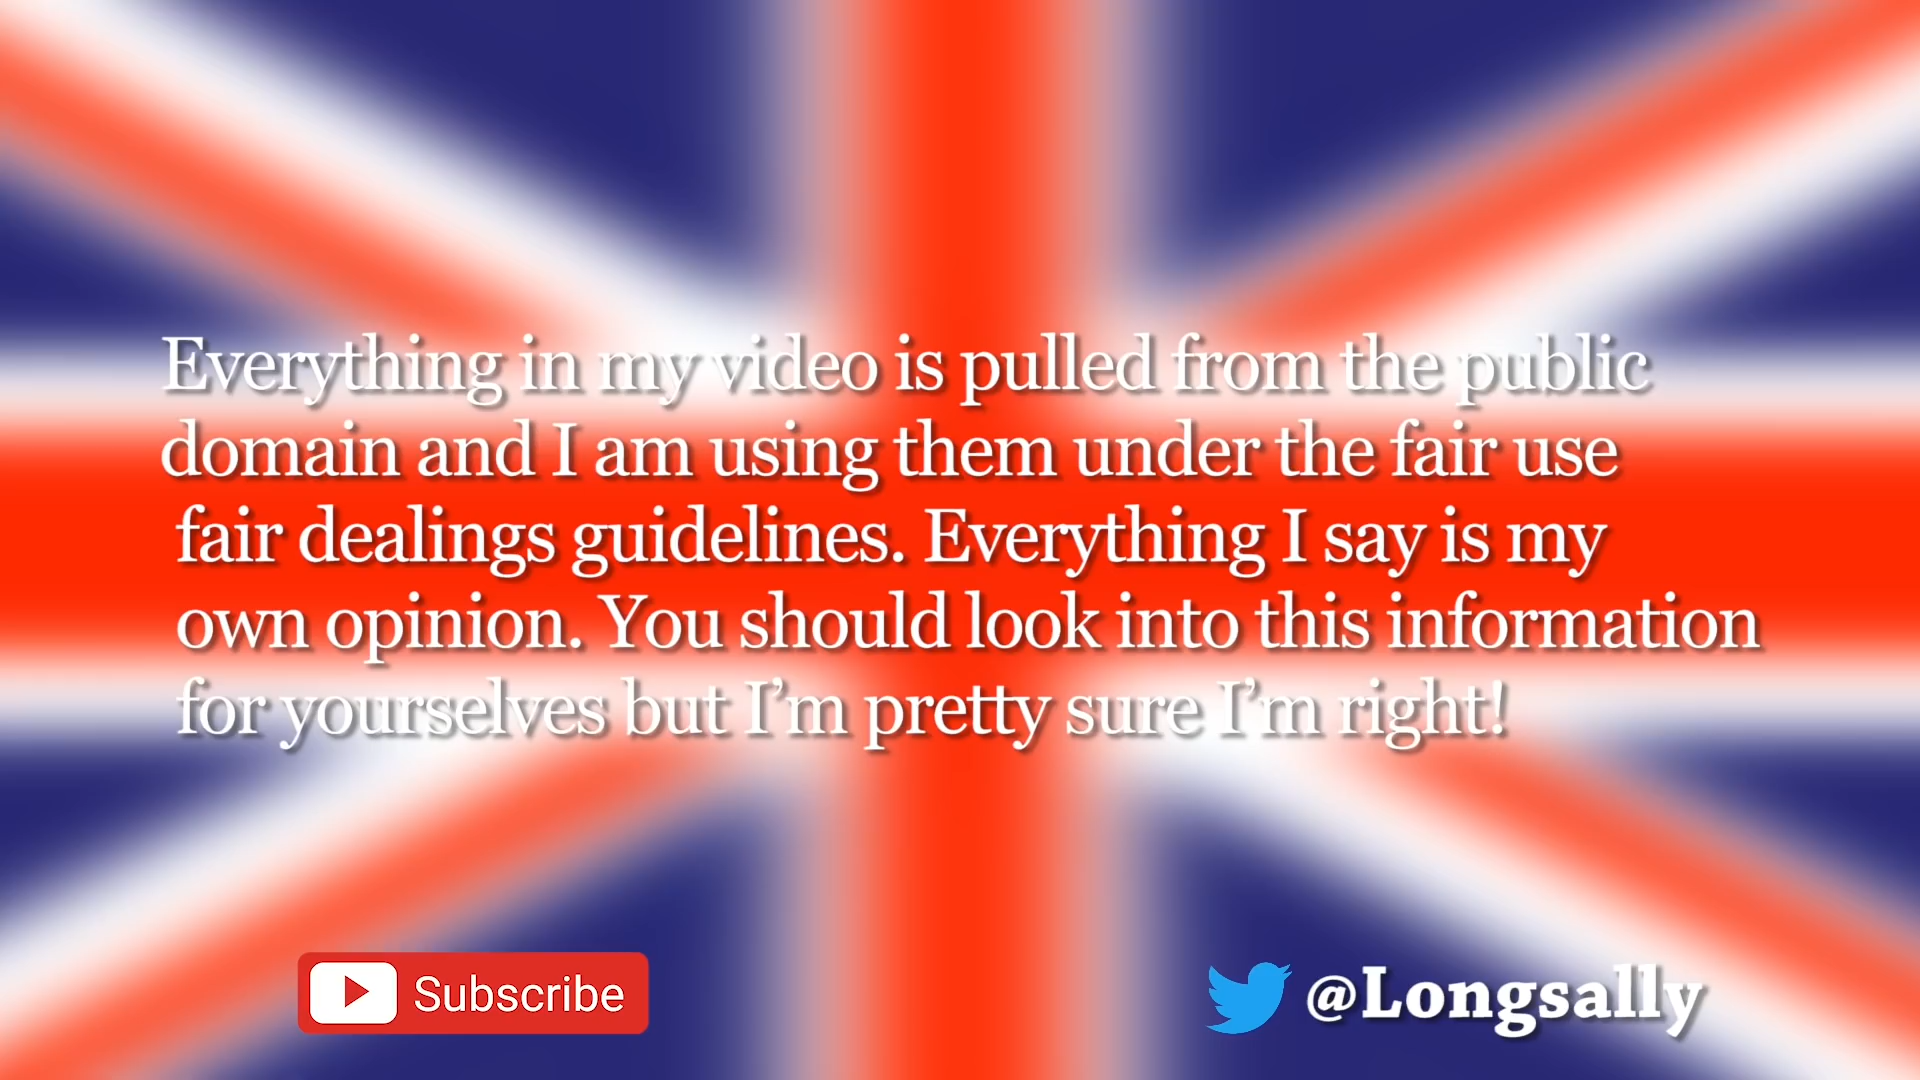 Everything in my video is pulled from the public
domain and I am using them under the fair use
fair dealings guidelines. Everything I say is my
own opinion. You should look into this information
for yourselves but I’m pretty sure I’m right!
Subscribe
@Longsally